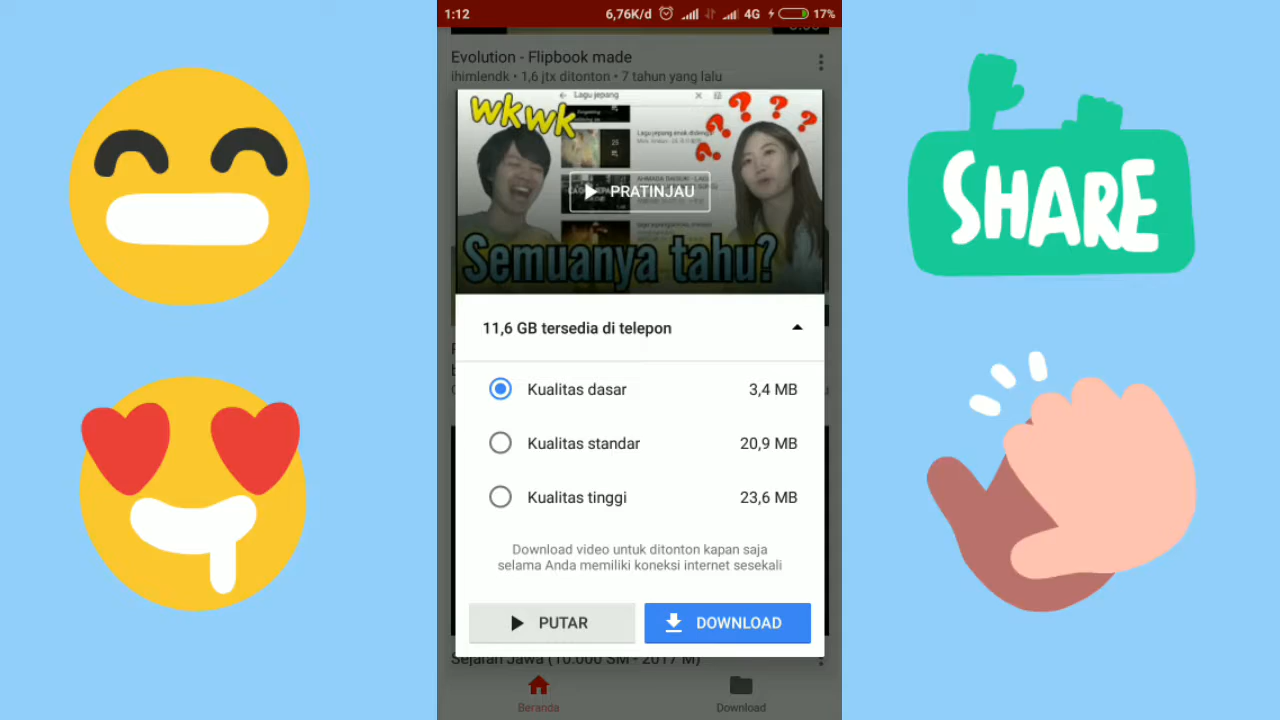 1:12
6,76K/d
4G
17%
Evolution - Flipbook made
ihimlendk • 1,6 jtx ditonton • 7 tahun yang lalu
wkwk
Lagu jepang
????
PRATINJAU
Semuanya tahu?
11,6 GB tersedia di telepon
Kualitas dasar 3,4 MB
Kualitas standar 20,9 MB
Kualitas tinggi 23,6 MB
Download video untuk ditonton kapan saja
selama Anda memiliki koneksi internet sesekali
PUTAR
DOWNLOAD
Sejarah Jawa (10.000 SM - 2017 M)
Beranda
Download
SHARE